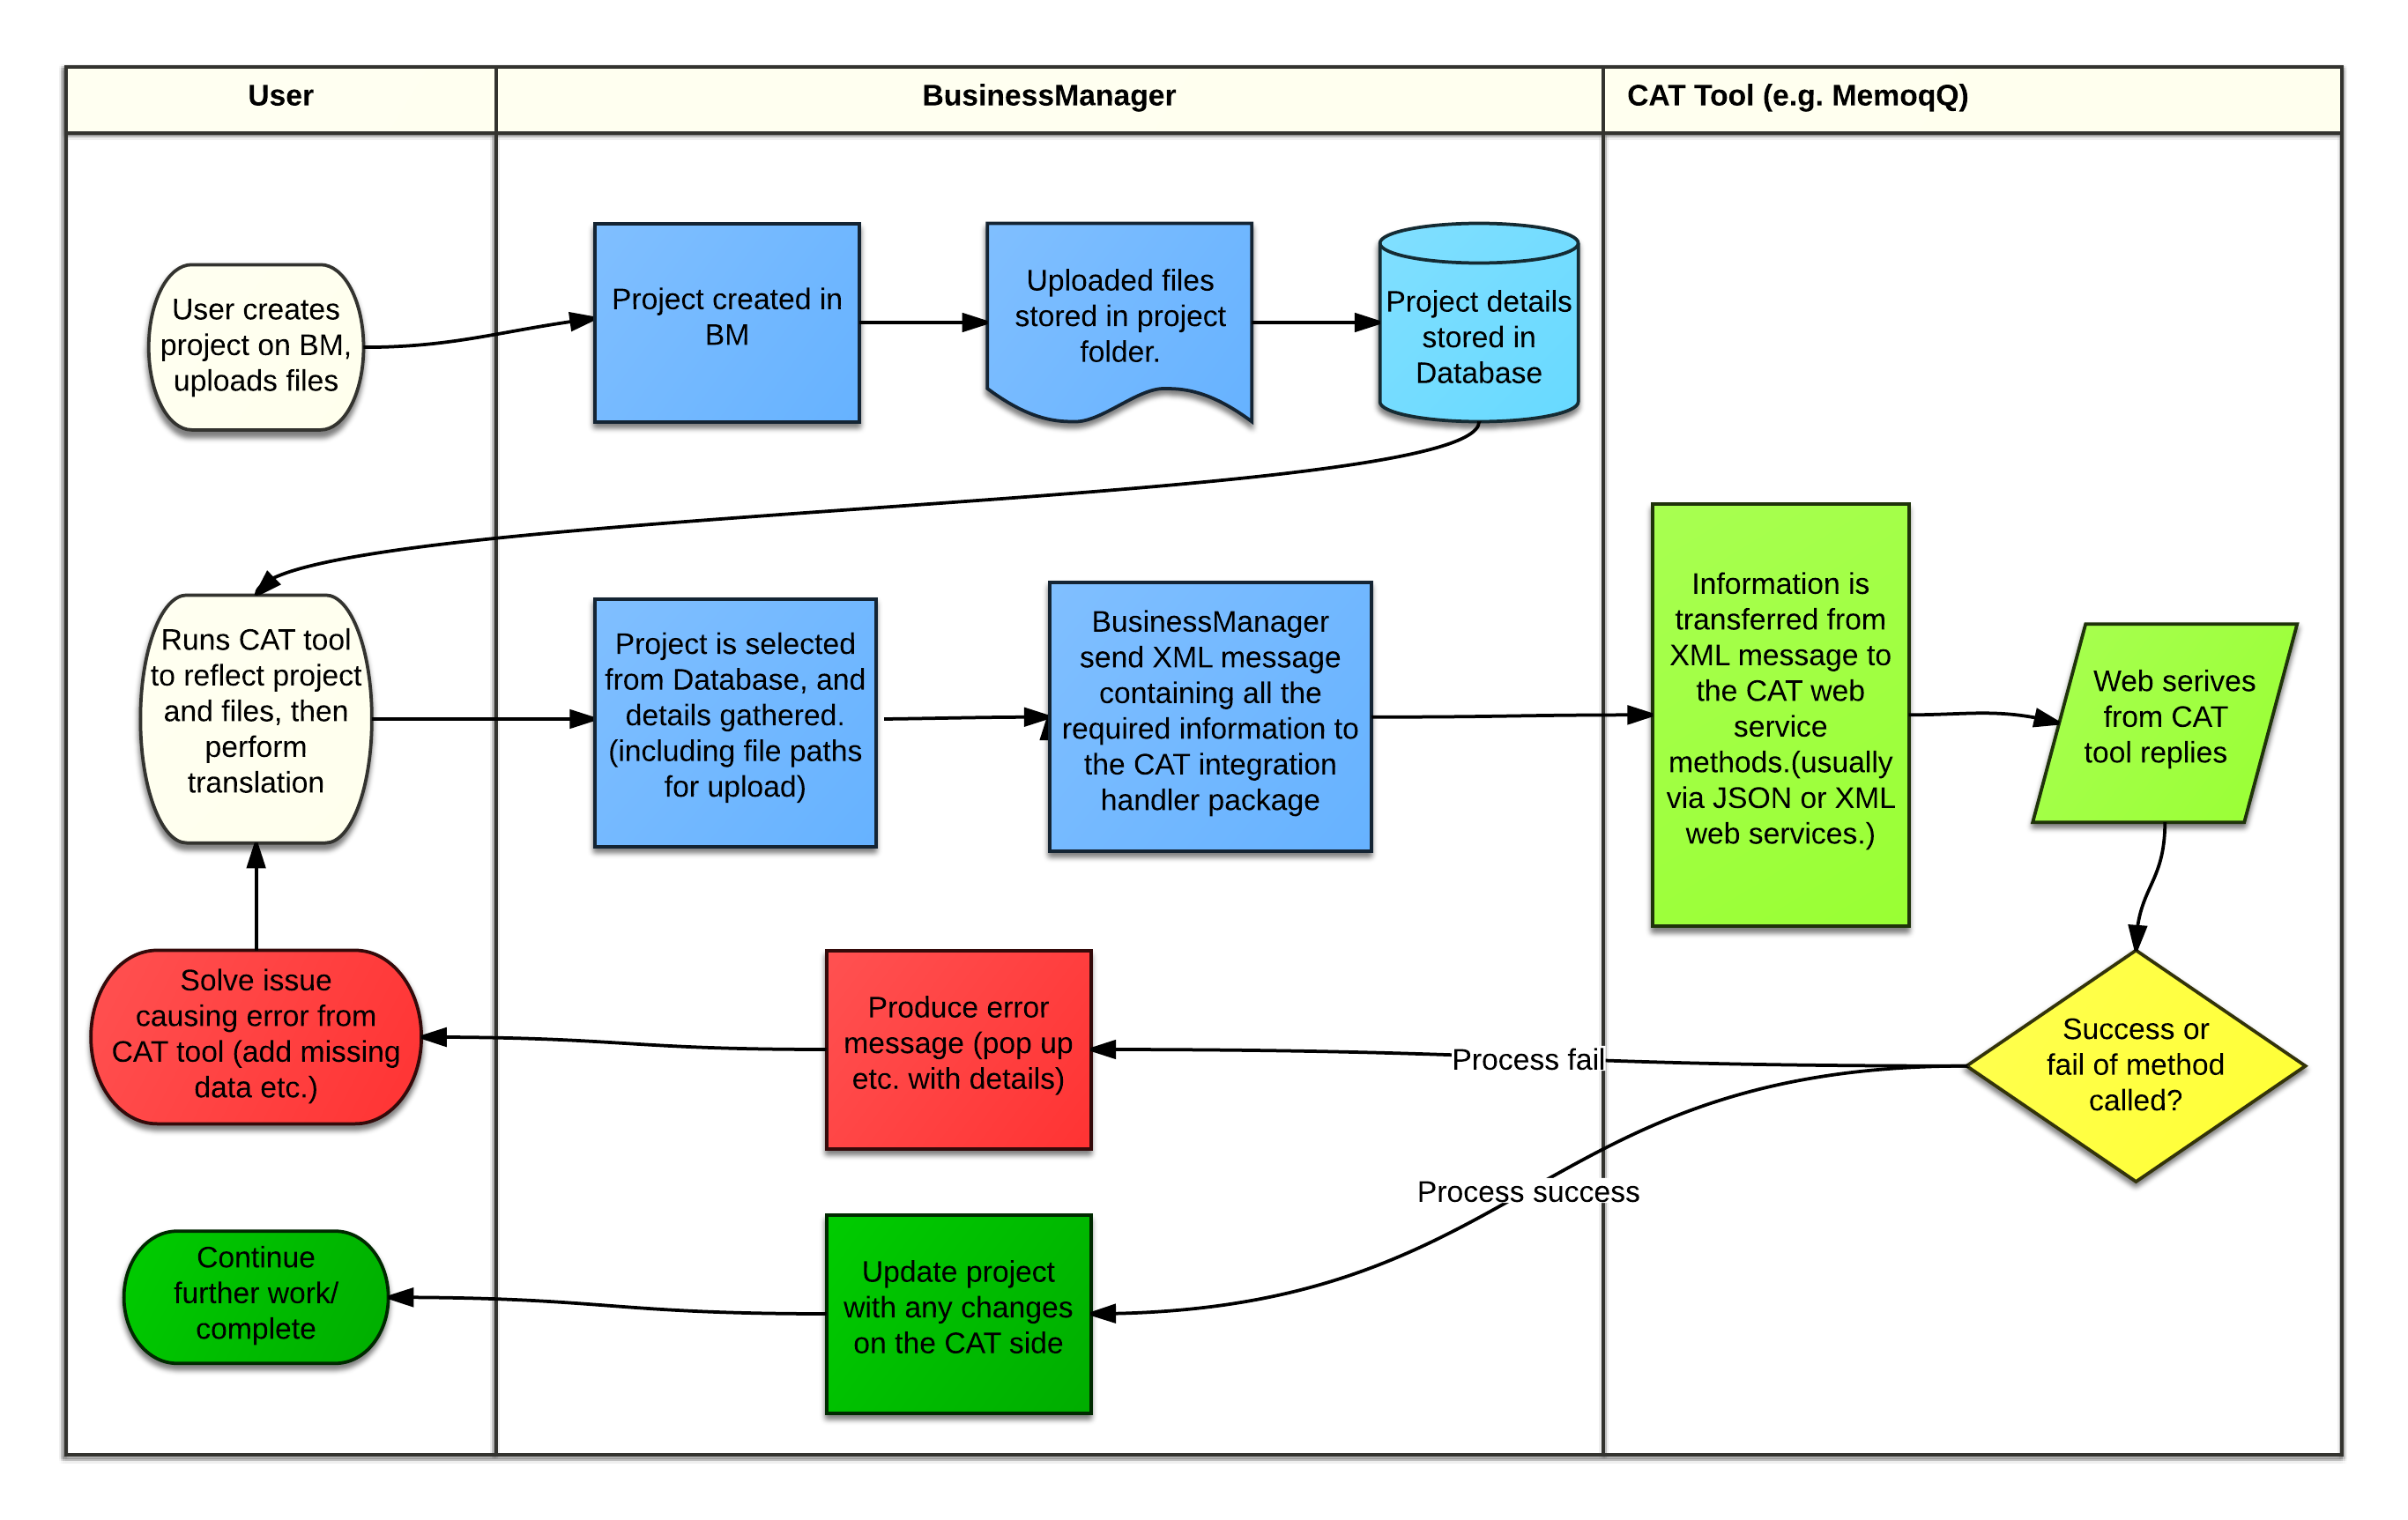 User
BusinessManager
CAT Tool (e.g. MemoqQ)
User creates
project on BM,
uploads files
Project created in
BM
Uploaded files
stored in project
folder.
Project details
stored in
Database
Runs CAT tool
to reflect project
and files, then
perform
translation
Project is selected
from Database, and
details gathered.
(including file paths
for upload)
BusinessManager
send XML message
containing all the
required information to
the CAT integration
handler package
Information is
transferred from
XML message to
the CAT web
service
methods.(usually
via JSON or XML
web services.)
Web serives
from CAT
tool replies
Solve issue
causing error from
CAT tool (add missing
data etc.)
Produce error
message (pop up
etc. with details)
Process fail
Success or
fail of method
called?
Process success
Continue
further work/
complete
Update project
with any changes
on the CAT side